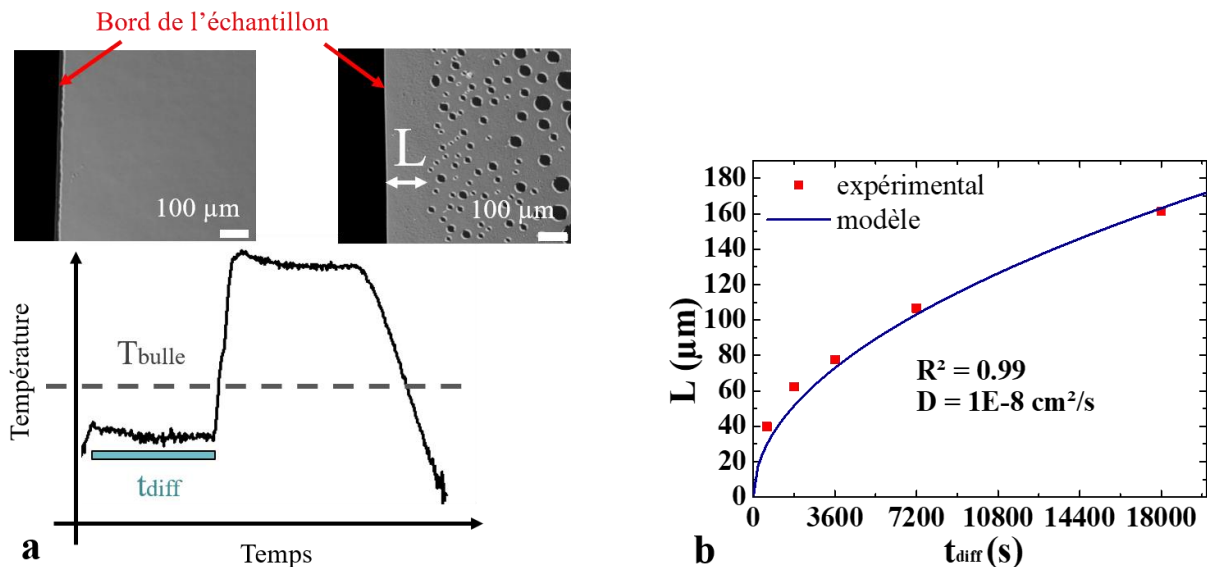 Bord de l’échantillon
100 µm
L
100 µm
Température
Tbulle
tdiff
Temps
a
180
160
140
120
100
80
60
40
20
0
L (µm)
expérimental
modèle
R² = 0.99
D = 1E-8 cm²/s
0 3600 7200 10800 14400 18000
tdiff (s)
b